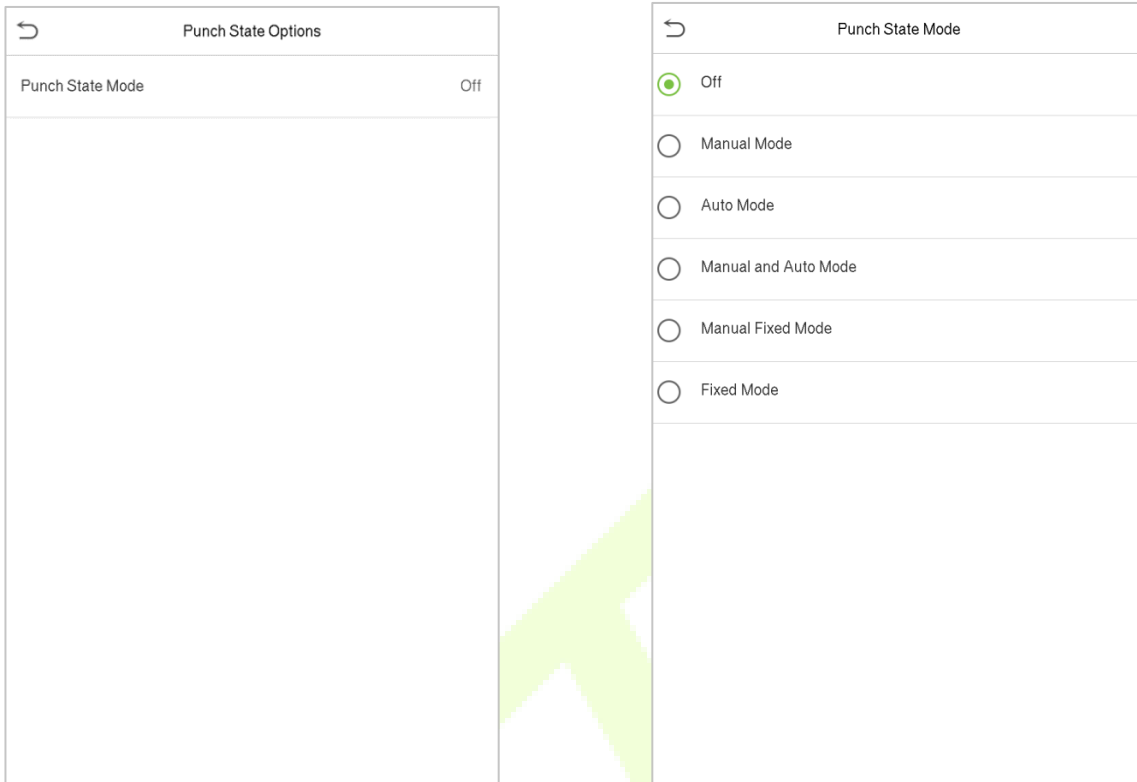 Punch State Options
Punch State Mode Off
Punch State Mode
Off
Manual Mode
Auto Mode
Manual and Auto Mode
Manual Fixed Mode
Fixed Mode